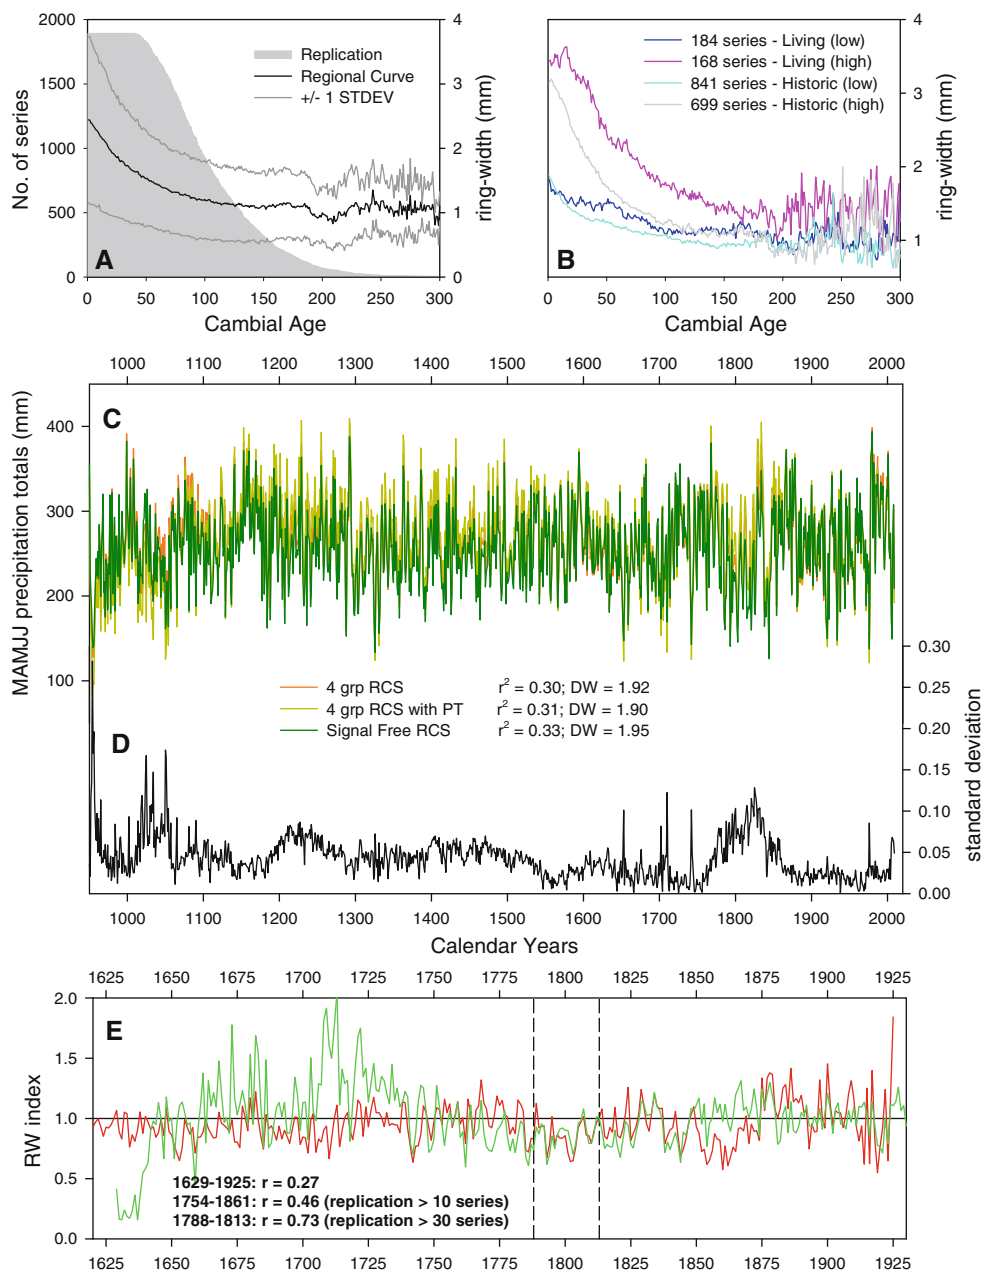 2000
1500
1000
500
0
No. of series
4
3
2
1
0
ring-width (mm)
Replication
Regional Curve
+/- 1 STDEV
A
0 50 100 150 200 250 300
Cambial Age
184 series - Living (low)
168 series - Living (high)
841 series - Historic (low)
699 series - Historic (high)
4
3
2
1
ring-width (mm)
B
0 50 100 150 200 250 300
Cambial Age
1000 1100 1200 1300 1400 1500 1600 1700 1800 1900 2000
C
400
300
200
100
MAMJJ precipitation totals (mm)
4 grp RCS r² = 0.30; DW = 1.92
4 grp RCS with PT r² = 0.31; DW = 1.90
Signal Free RCS r² = 0.33; DW = 1.95
D
0.30
0.25
0.20
0.15
0.10
0.05
0.00
standard deviation
1000 1100 1200 1300 1400 1500 1600 1700 1800 1900 2000
Calendar Years
1625 1650 1675 1700 1725 1750 1775 1800 1825 1850 1875 1900 1925
E
2.0
1.5
1.0
0.5
0.0
RW index
1629-1925: r = 0.27
1754-1861: r = 0.46 (replication > 10 series)
1788-1813: r = 0.73 (replication > 30 series)
1625 1650 1675 1700 1725 1750 1775 1800 1825 1850 1875 1900 1925